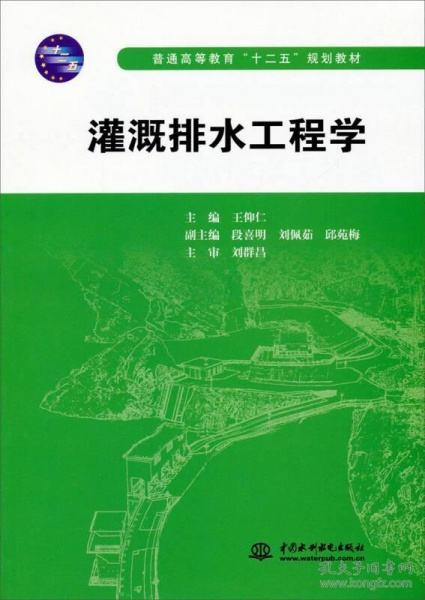 十二五
普通高等教育“十二五”规划教材
灌溉排水工程学
主 编 王仰仁
副主编 段喜明 刘佩茹 邱苑梅
主 审 刘群昌
中国水利水电出版社
www.waterpub.com.cn
孔夫子旧书网
www.kongfz.com